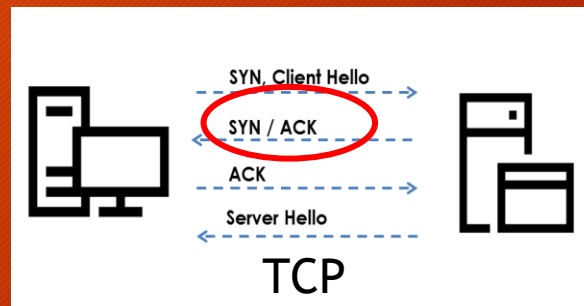 SYN, Client Hello
SYN / ACK
ACK
Server Hello
TCP